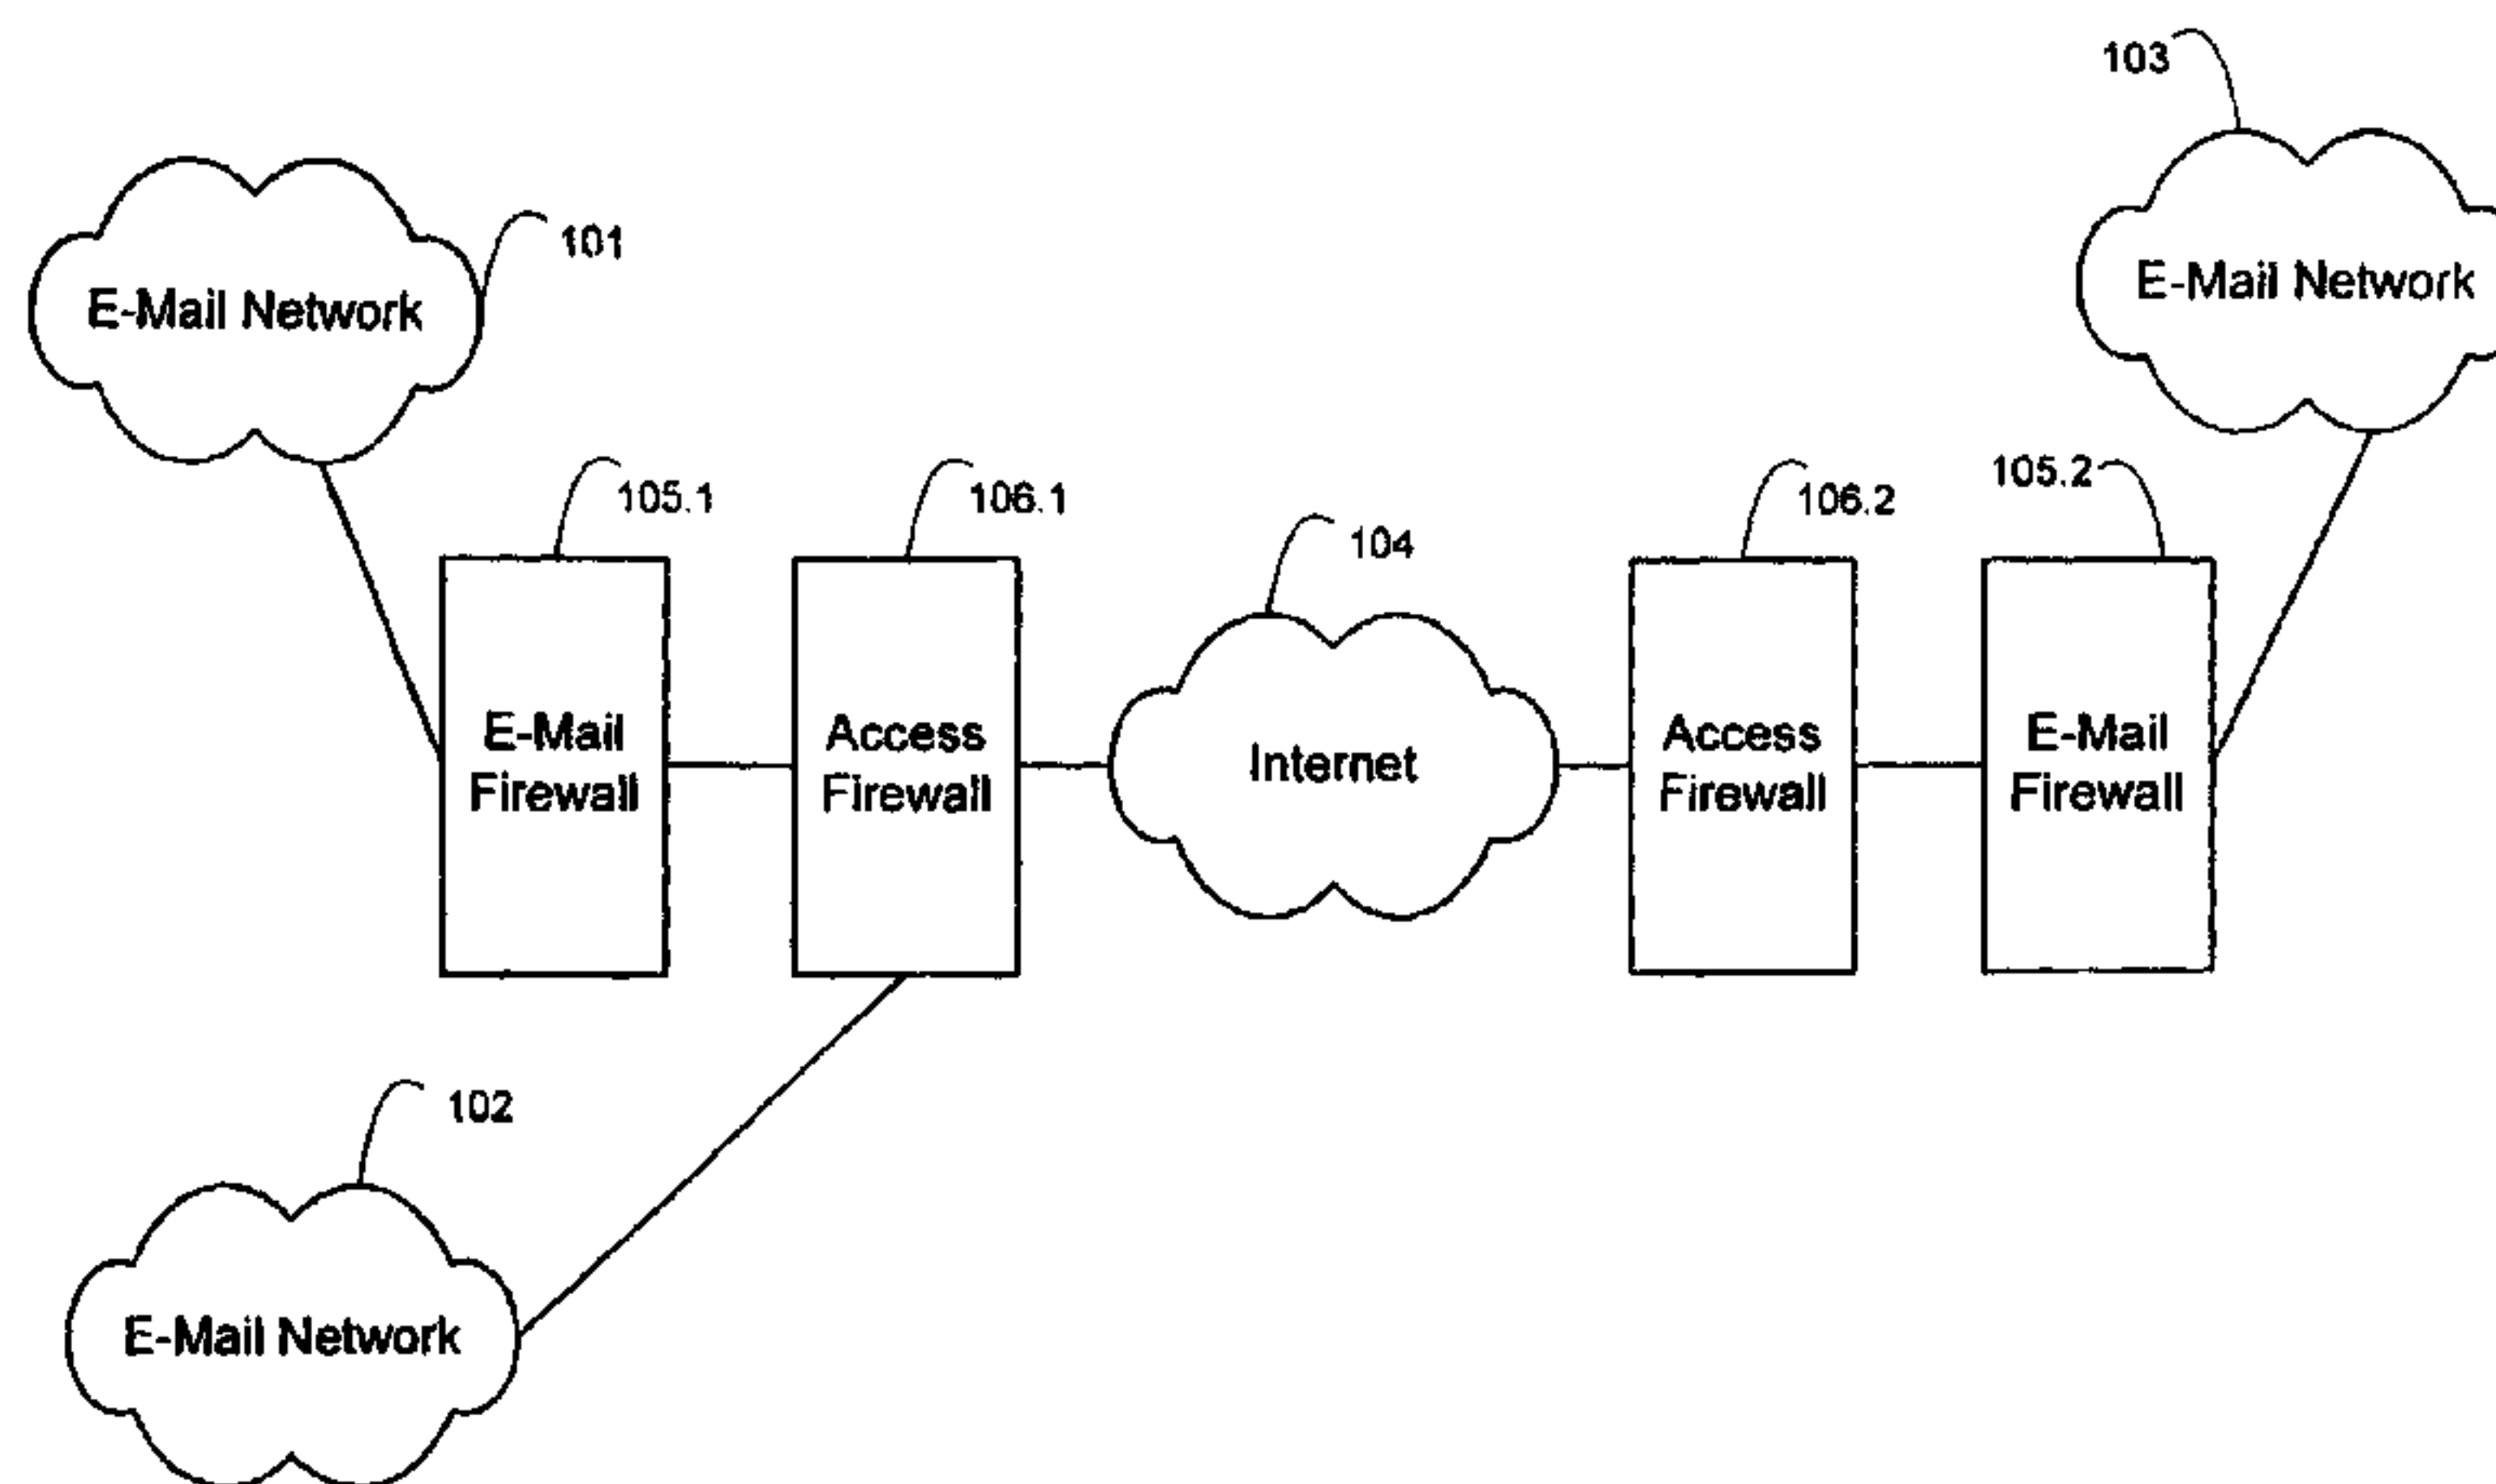 103
101
E-Mail Network
E-Mail Network
105.1
106.1
104
106.2
105.2
E-Mail
Firewall
Access
Firewall
Internet
Access
Firewall
E-Mail
Firewall
102
E-Mail Network